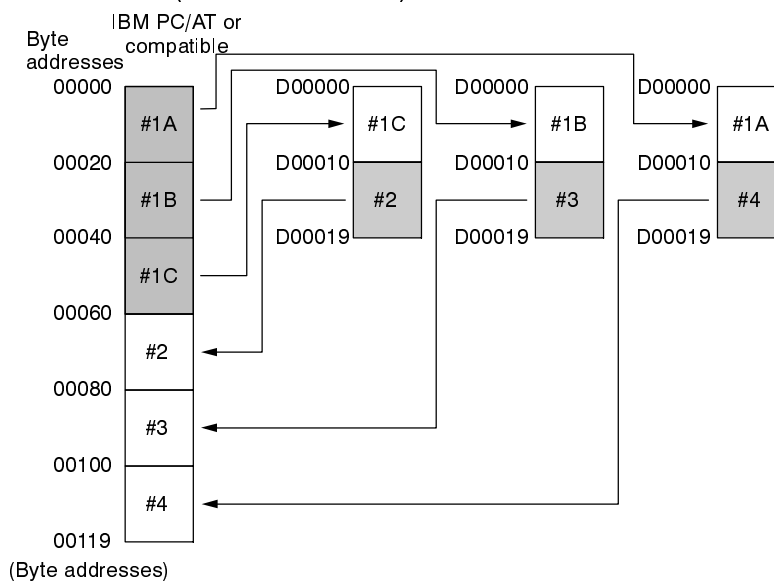 IBM PC/AT or
compatible
Byte
addresses
00000
#1A
00020
#1B
00040
#1C
00060
#2
00080
#3
00100
#4
00119
(Byte addresses)
D00000
#1C
D00010
#2
D00019
D00000
#1B
D00010
#3
D00019
D00000
#1A
D00010
#4
D00019